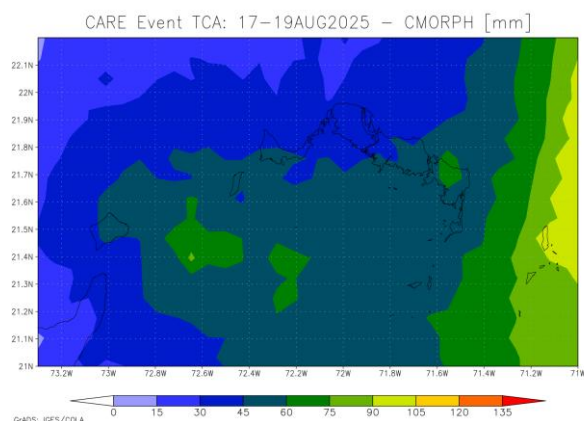 CARE Event TCA: 17-19AUG2025 - CMORPH [mm]
22.1N
22N
21.9N
21.8N
21.7N
21.6N
21.5N
21.4N
21.3N
21.2N
21.1N
21N
73.2W 73W 72.8W 72.6W 72.4W 72.2W 72W 71.8W 71.6W 71.4W 71.2W 71W
0 15 30 45 60 75 90 105 120 135
GrADS: IGES/COLA